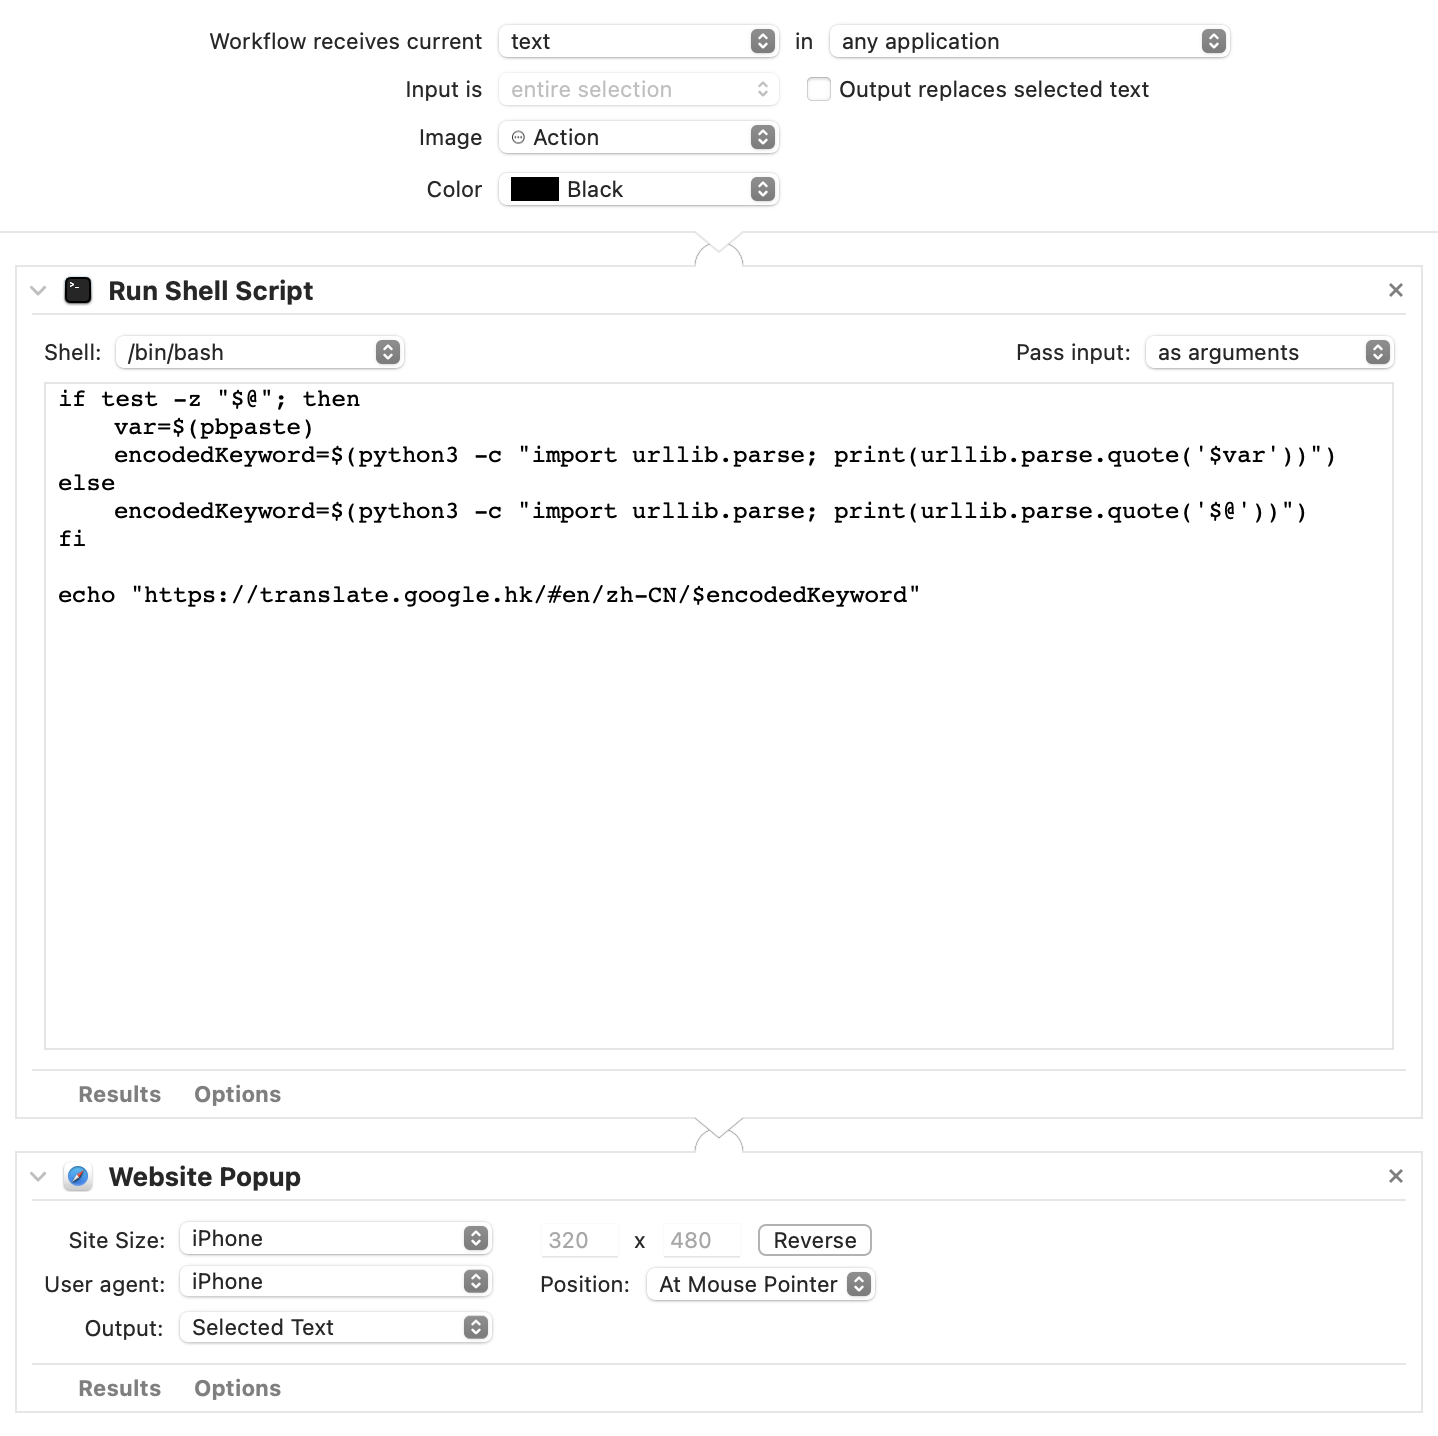 Workflow receives current text in any application
Input is entire selection Output replaces selected text
Image Action
Color Black
Run Shell Script
Shell: /bin/bash Pass input: as arguments
if test -z "$@"; then
    var=$(pbpaste)
    encodedKeyword=$(python3 -c "import urllib.parse; print(urllib.parse.quote('$var'))")
else
    encodedKeyword=$(python3 -c "import urllib.parse; print(urllib.parse.quote('$@'))")
fi
echo "https://translate.google.hk/#en/zh-CN/$encodedKeyword"
Results Options
Website Popup
Site Size: iPhone 320 x 480 Reverse
User agent: iPhone Position: At Mouse Pointer
Output: Selected Text
Results Options